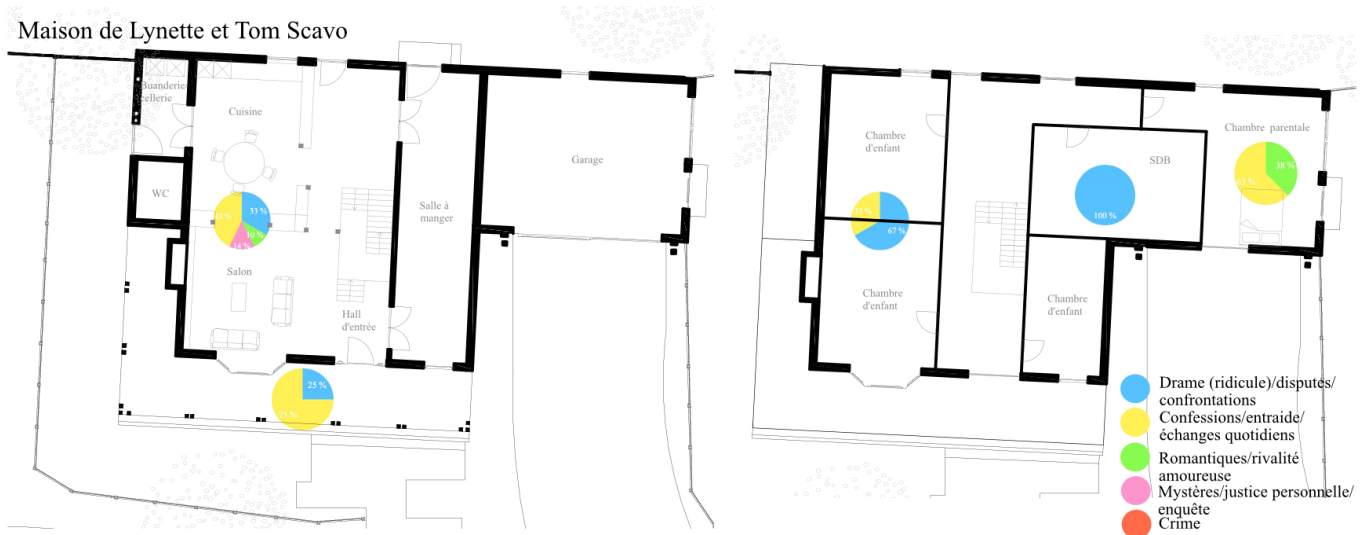 Maison de Lynette et Tom Scavo
Buanderie/
cellerie
Cuisine
WC
33 %
10 %
14 %
Salon
Salle à
manger
Garage
Hall
d'entrée
25 %
75 %
Chambre
d'enfant
67 %
Chambre
d'enfant
SDB
100 %
Chambre parentale
38 %
63 %
Chambre
d'enfant
Drame (ridicule)/disputes/
confrontations
Confessions/entraide/
échanges quotidiens
Romantiques/rivalité
amoureuse
Mystères/justice personnelle/
enquête
Crime